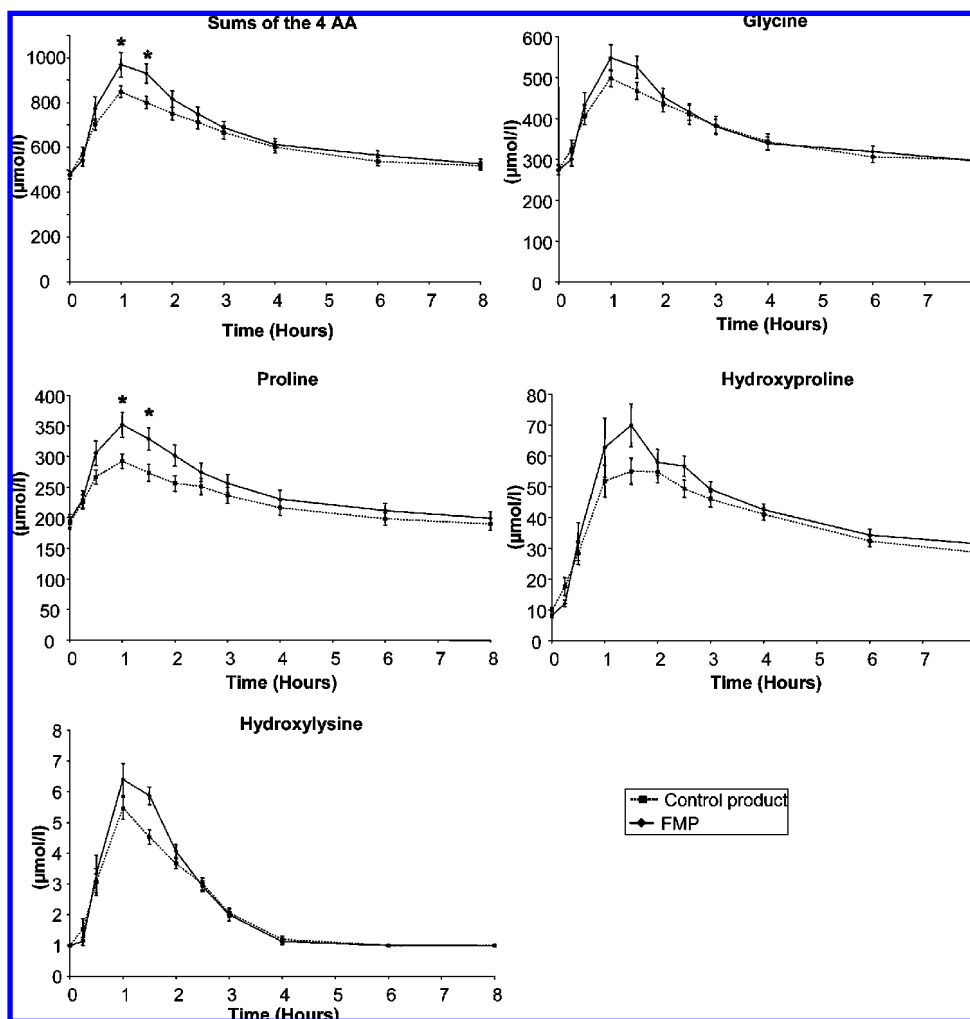 Sums of the 4 AA
* *
1000
800
600
400
200
0
(µmol/l)
0 1 2 3 4 5 6 7 8
Time (Hours)
Glycine
600
500
400
300
200
100
0
(µmol/l)
0 1 2 3 4 5 6 7
Time (Hours)
Proline
* *
400
350
300
250
200
150
100
50
0
(µmol/l)
0 1 2 3 4 5 6 7 8
Time (Hours)
Hydroxyproline
80
70
60
50
40
30
20
10
0
(µmol/l)
0 1 2 3 4 5 6 7
Time (Hours)
Hydroxylysine
8
7
6
5
4
3
2
1
0
(µmol/l)
0 1 2 3 4 5 6 7 8
Time (Hours)
Control product
FMP